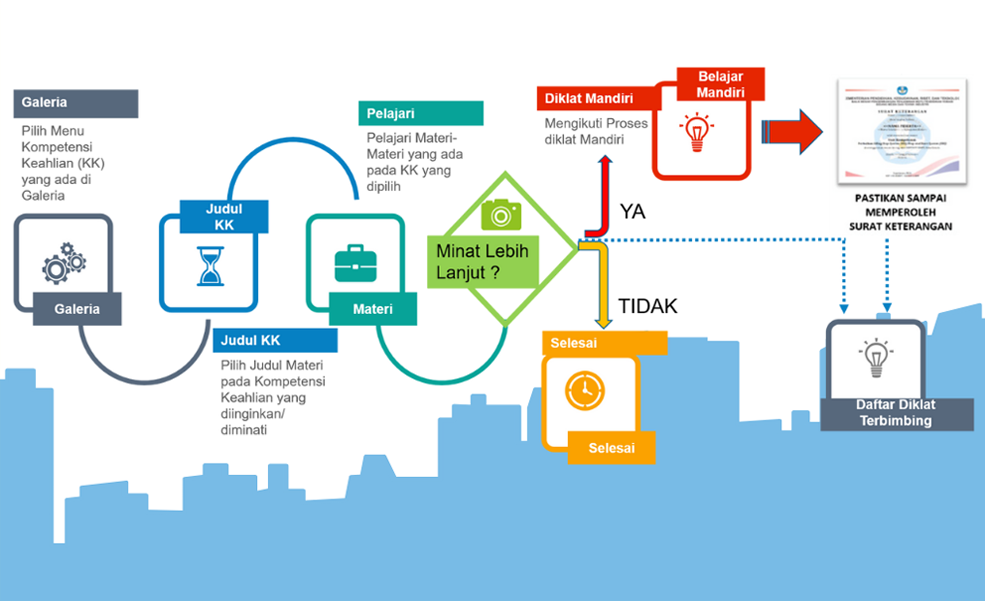 Galeria
Pilih Menu
Kompetensi
Keahlian (KK)
yang ada di
Galeria
Galeria
Judul
KK
Judul KK
Pilih Judul Materi
pada Kompetensi
Keahlian yang
diinginkan/
diminati
Pelajari
Pelajari Materi-
Materi yang ada
pada KK yang
dipilih
Materi
Minat Lebih
Lanjut ?
YA
TIDAK
Diklat Mandiri
Mengikuti Proses
diklat Mandiri
Belajar
Mandiri
Selesai
Selesai
SURAT KETERANGAN
PASTIKAN SAMPAI
MEMPEROLEH
SURAT KETERANGAN
Daftar Diklat
Terbimbing